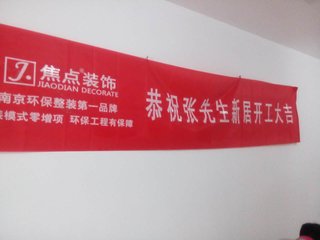 J.
焦点装饰
JIAODIAN DECORATE
南京环保整装第一品牌
模式零增项 环保工程有保障
恭祝张先生新居开工大吉